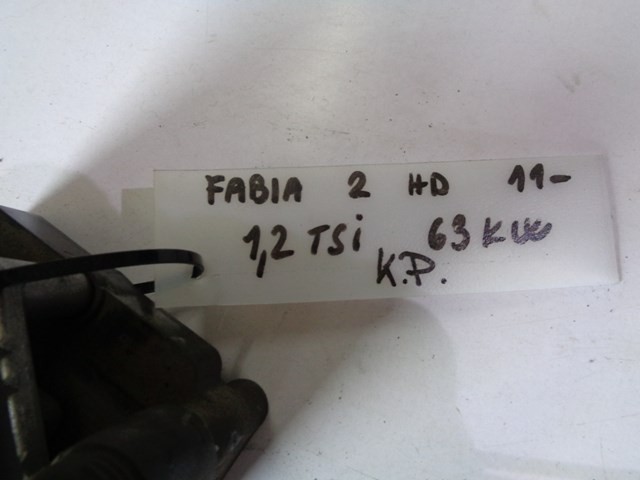 FABIA 2 HD 11-
1,2 TSi 63 KW
K.P.